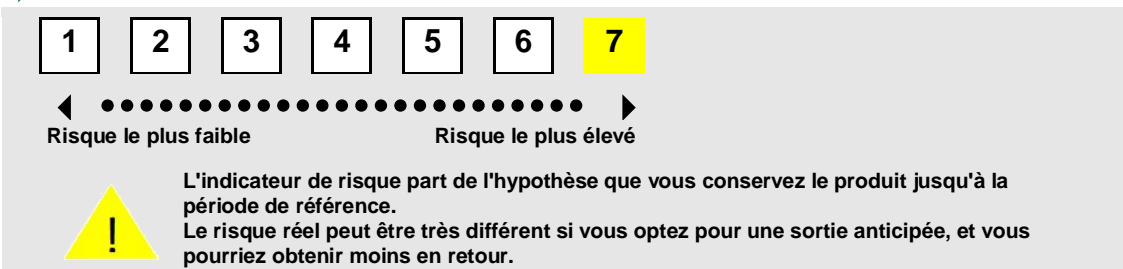 1 2 3 4 5 6 7
Risque le plus faible Risque le plus élevé
!
L'indicateur de risque part de l'hypothèse que vous conservez le produit jusqu'à la
période de référence.
Le risque réel peut être très différent si vous optez pour une sortie anticipée, et vous
pourriez obtenir moins en retour.